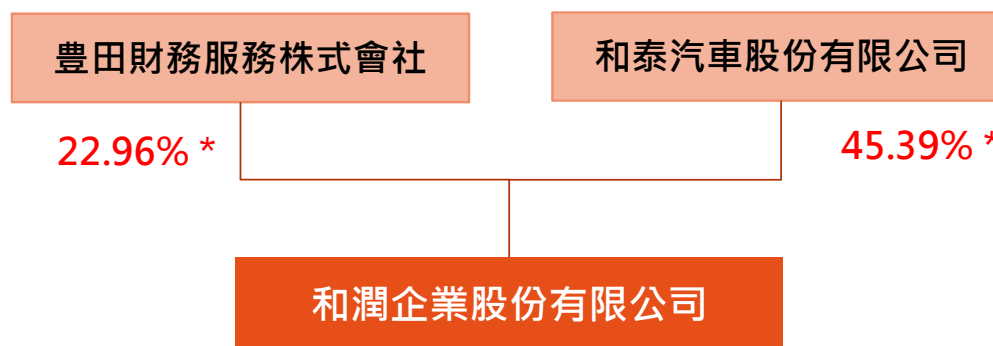 豊田財務服務株式會社
和泰汽車股份有限公司
22.96% *
45.39% *
和潤企業股份有限公司